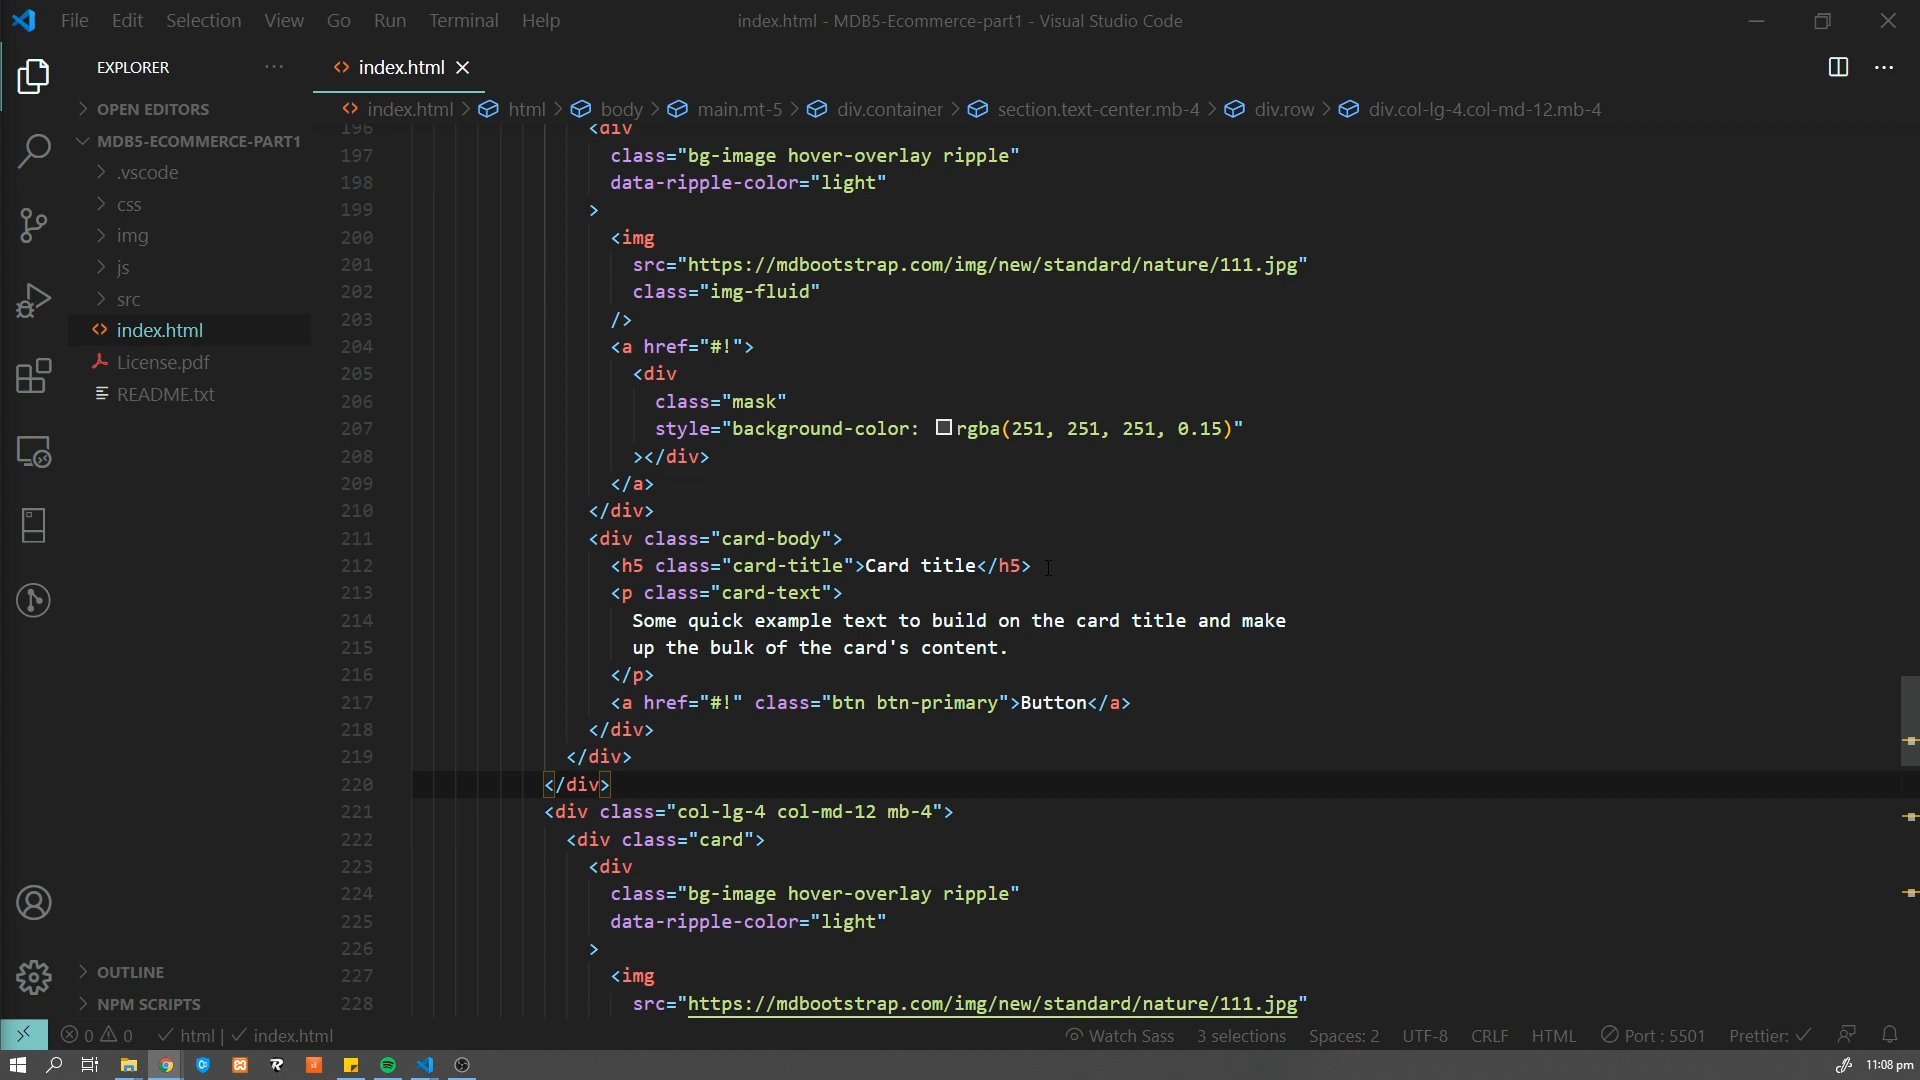 File Edit Selection View Go Run Terminal Help
index.html - MDB5-Ecommerce-part1 - Visual Studio Code
EXPLORER
index.html
OPEN EDITORS
index.html > html > body > main.mt-5 > div.container > section.text-center.mb-4 > div.row > div.col-lg-4.col-md-12.mb-4
MDB5-ECOMMERCE-PART1
.vscode
css
img
js
src
index.html
License.pdf
README.txt
OUTLINE
NPM SCRIPTS
196 <div
197 class="bg-image hover-overlay ripple"
198 data-ripple-color="light"
199 >
200 <img
201 src="https://mdbootstrap.com/img/new/standard/nature/111.jpg"
202 class="img-fluid"
203 />
204 <a href="#!">
205 <div
206 class="mask"
207 style="background-color: rgba(251, 251, 251, 0.15)"
208 ></div>
209 </a>
210 </div>
211 <div class="card-body">
212 <h5 class="card-title">Card title</h5>
213 <p class="card-text">
214 Some quick example text to build on the card title and make
215 up the bulk of the card's content.
216 </p>
217 <a href="#!" class="btn btn-primary">Button</a>
218 </div>
219 </div>
220 </div>
221 <div class="col-lg-4 col-md-12 mb-4">
222 <div class="card">
223 <div
224 class="bg-image hover-overlay ripple"
225 data-ripple-color="light"
226 >
227 <img
228 src="https://mdbootstrap.com/img/new/standard/nature/111.jpg"
0 0 html | index.html Watch Sass 3 selections Spaces: 2 UTF-8 CRLF HTML Port : 5501 Prettier:
11:08 pm